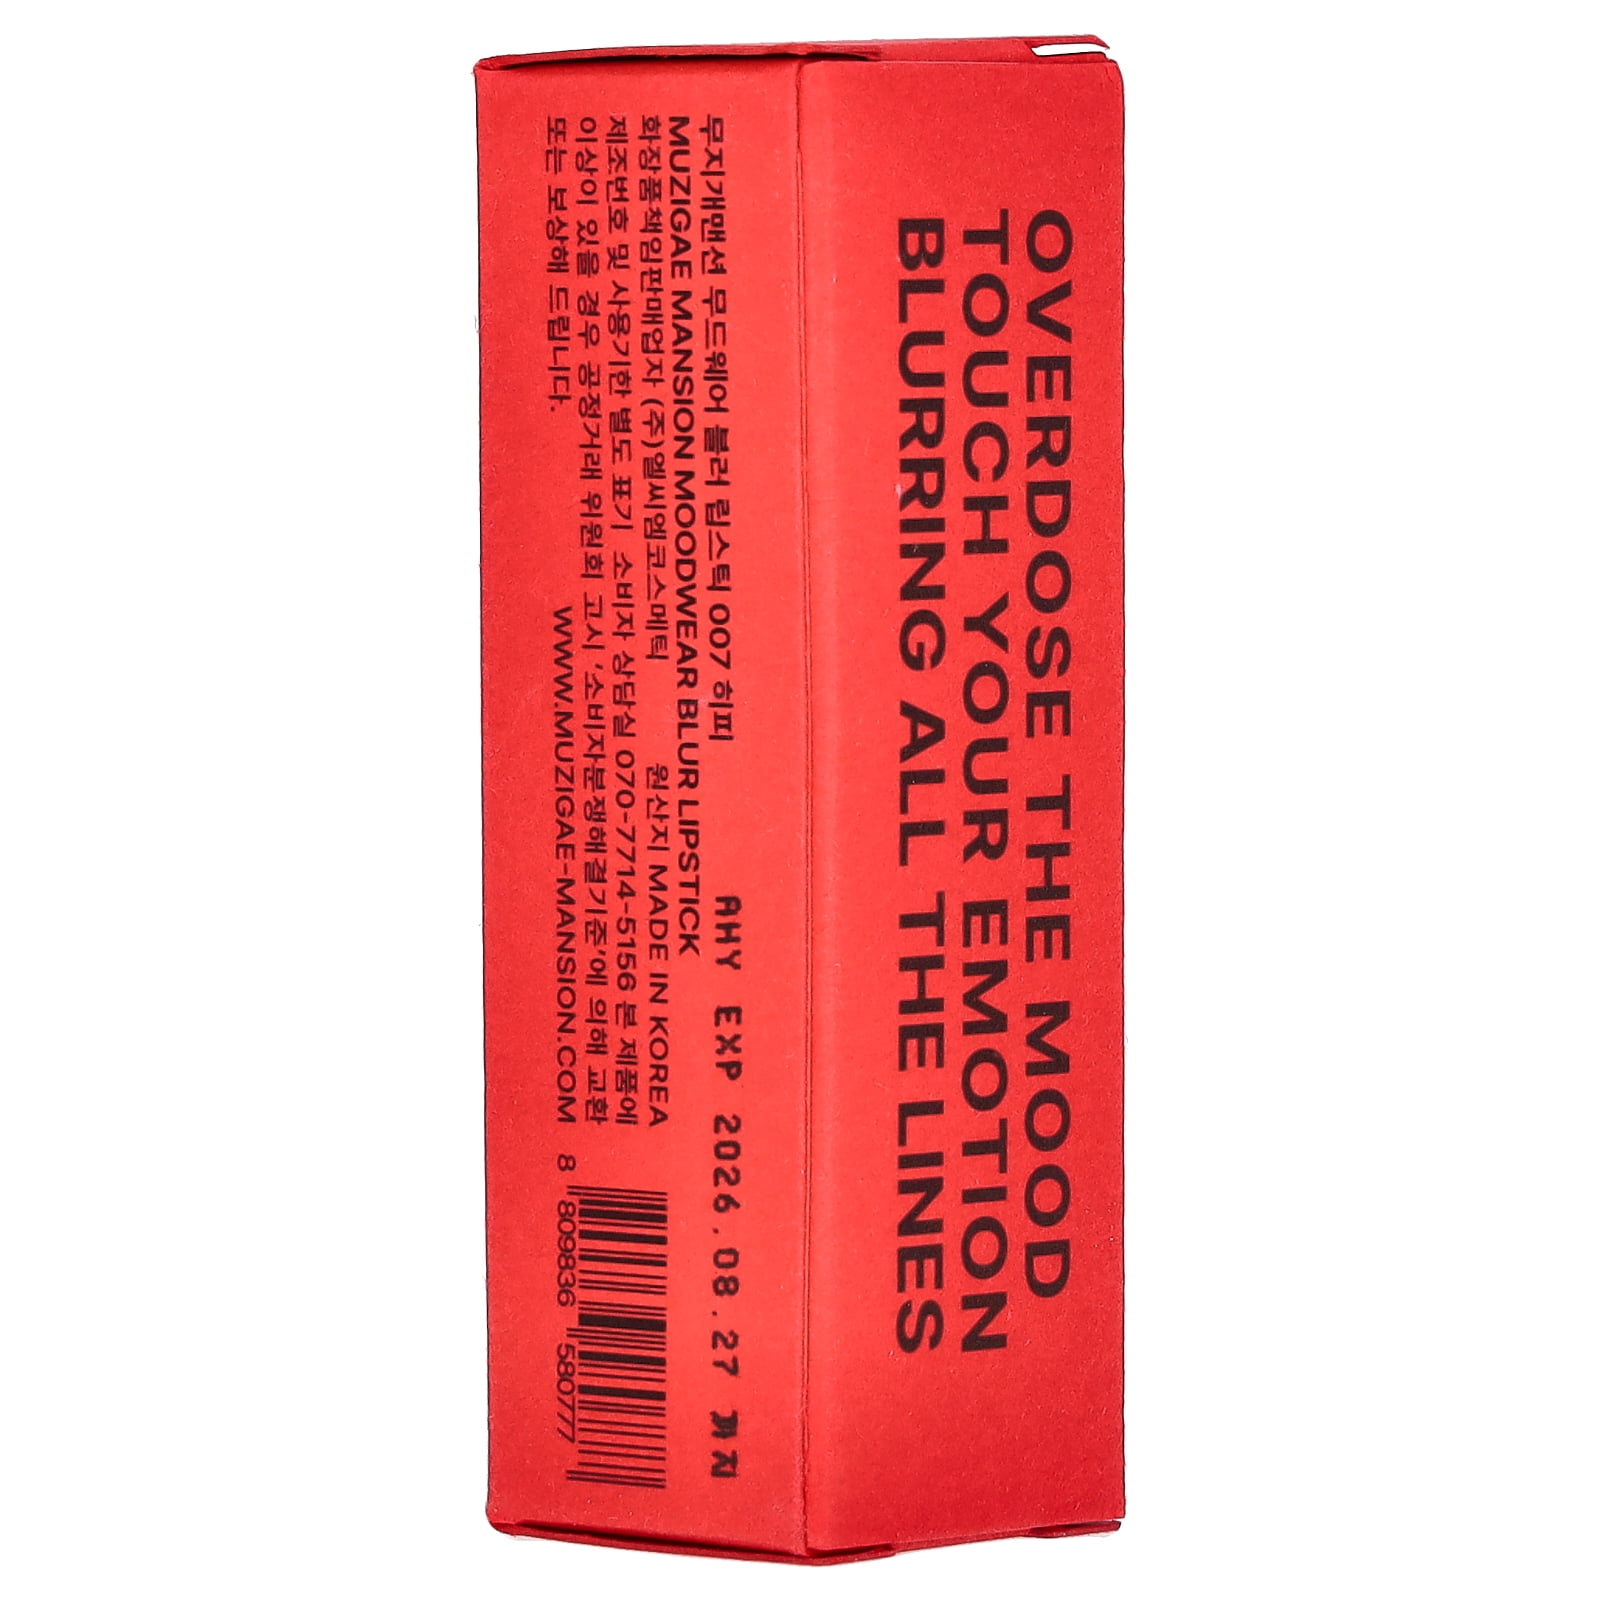 무지개맨션 무드웨어 블러 립스틱 007 히피
MUZIGAE MANSION MOODWEAR BLUR LIPSTICK
화장품책임판매업자 (주)엘씨엠코스메틱 원산지 MADE IN KOREA
제조번호 및 사용기한 별도 표기 소비자 상담실 070-7714-5156 본 제품에
이상이 있을 경우 공정거래 위원회 고시 '소비자분쟁해결기준'에 의해 교환
또는 보상해 드립니다. WWW.MUZIGAE-MANSION.COM
AHY EXP 2026.08.27 까지
8 809836 580777
OVERDOSE THE MOOD
TOUCH YOUR EMOTION
BLURRING ALL THE LINES